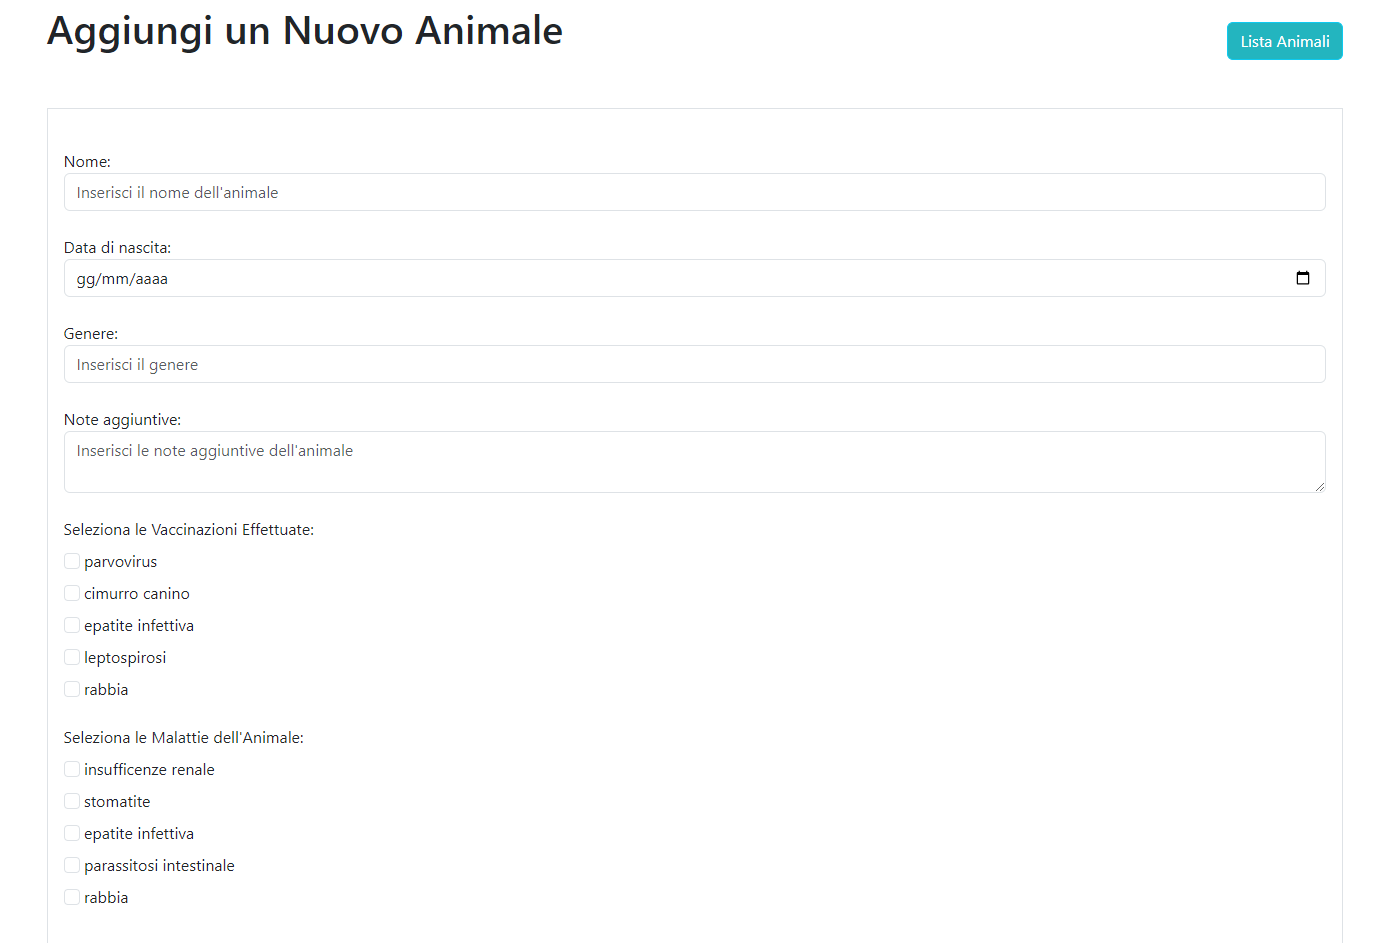 Aggiungi un Nuovo Animale
Lista Animali
Nome:
Inserisci il nome dell'animale
Data di nascita:
gg/mm/aaaa
Genere:
Inserisci il genere
Note aggiuntive:
Inserisci le note aggiuntive dell'animale
Seleziona le Vaccinazioni Effettuate:
parvovirus
cimurro canino
epatite infettiva
leptospirosi
rabbia
Seleziona le Malattie dell'Animale:
insufficenze renale
stomatite
epatite infettiva
parassitosi intestinale
rabbia